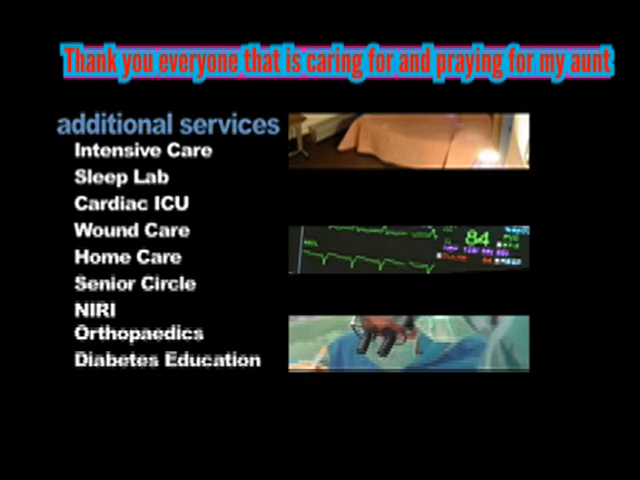 Thank you everyone that is caring for and praying for my aunt
additional services
Intensive Care
Sleep Lab
Cardiac ICU
Wound Care
Home Care
Senior Circle
NIRI
Orthopaedics
Diabetes Education
84